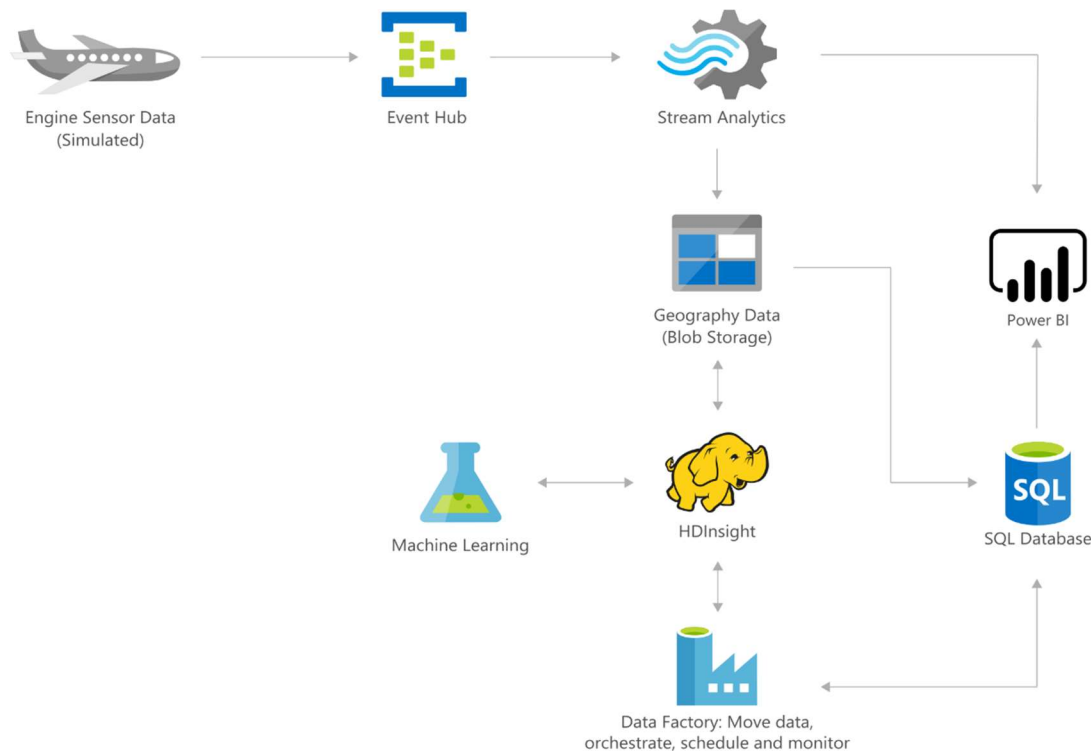 Engine Sensor Data
(Simulated)
Event Hub
Stream Analytics
Geography Data
(Blob Storage)
Power BI
Machine Learning
HDInsight
SQL
SQL Database
Data Factory: Move data,
orchestrate, schedule and monitor